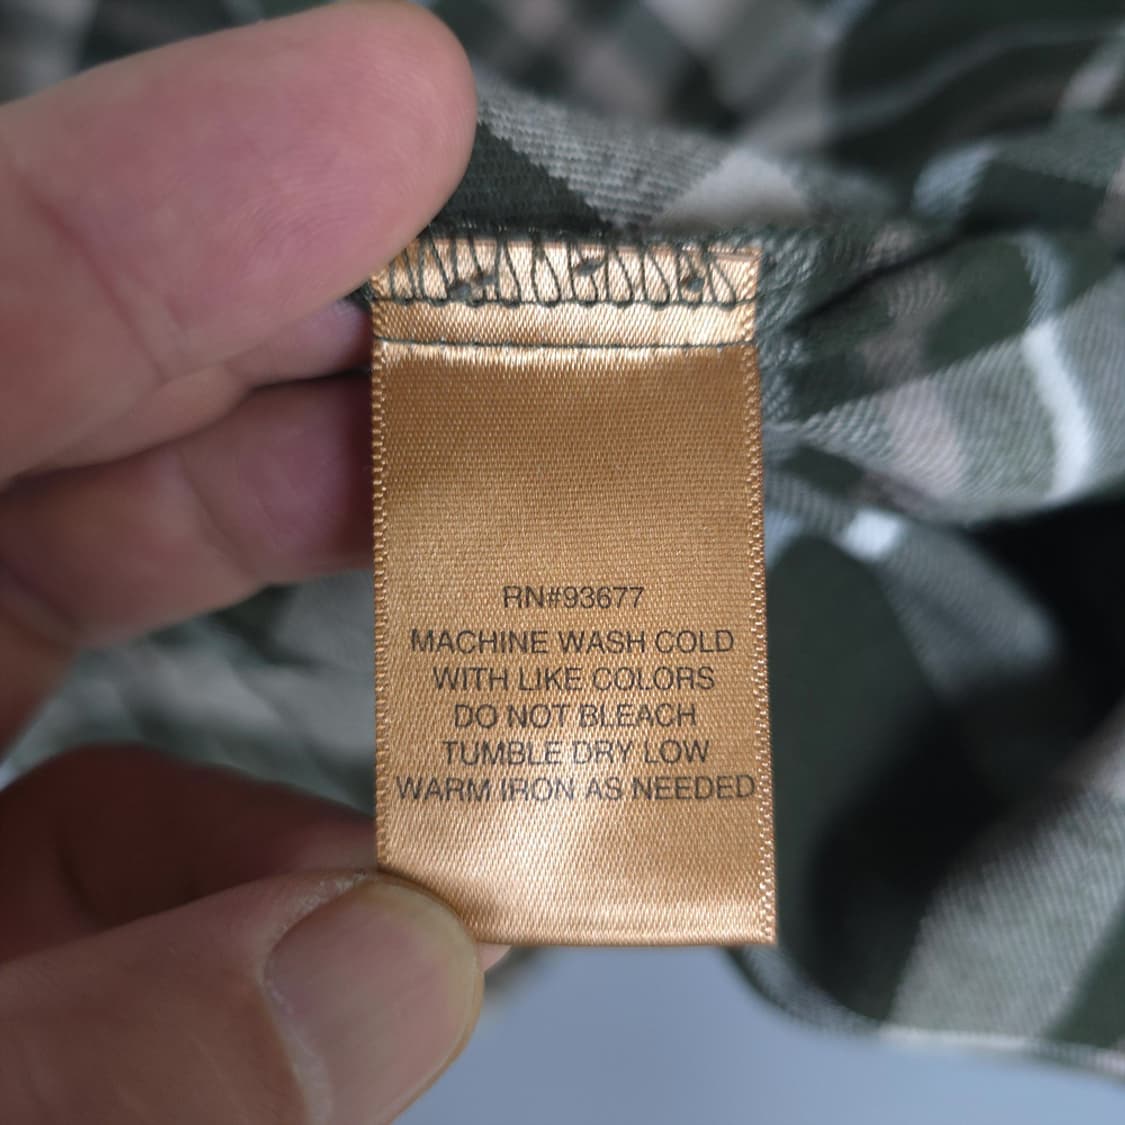 RN#93677
MACHINE WASH COLD
WITH LIKE COLORS
DO NOT BLEACH
TUMBLE DRY LOW
WARM IRON AS NEEDED